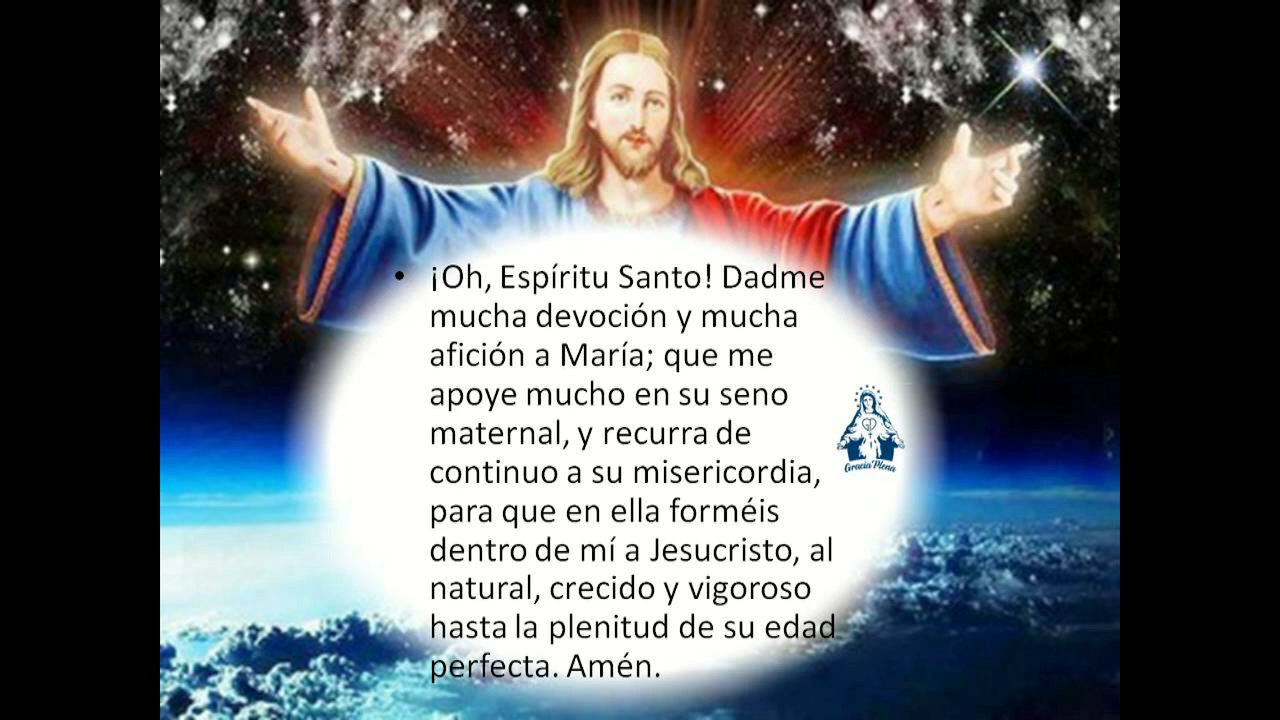 • ¡Oh, Espíritu Santo! Dadme
mucha devoción y mucha
afición a María; que me
apoye mucho en su seno
maternal, y recurra de
continuo a su misericordia,
para que en ella forméis
dentro de mí a Jesucristo, al
natural, crecido y vigoroso
hasta la plenitud de su edad
perfecta. Amén.
Gracia Plena